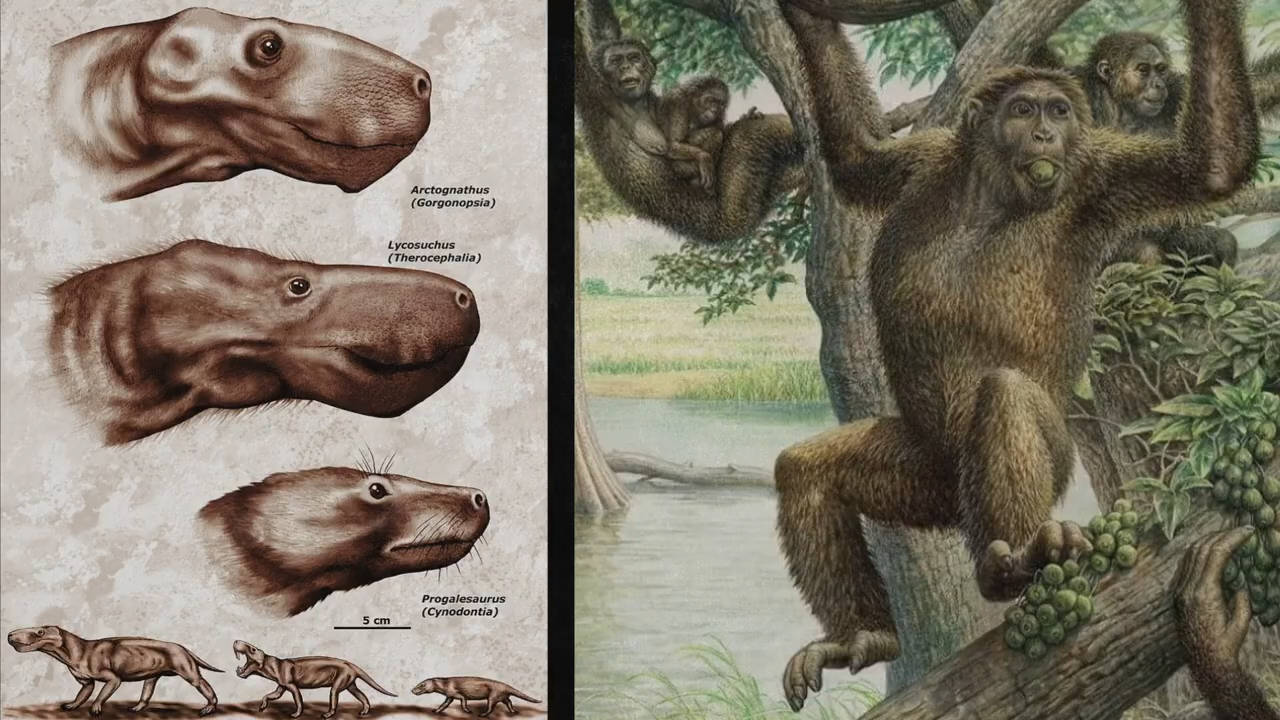 Arctognathus
(Gorgonopsia)
Lycosuchus
(Therocephalia)
Progalesaurus
(Cynodontia)
5 cm